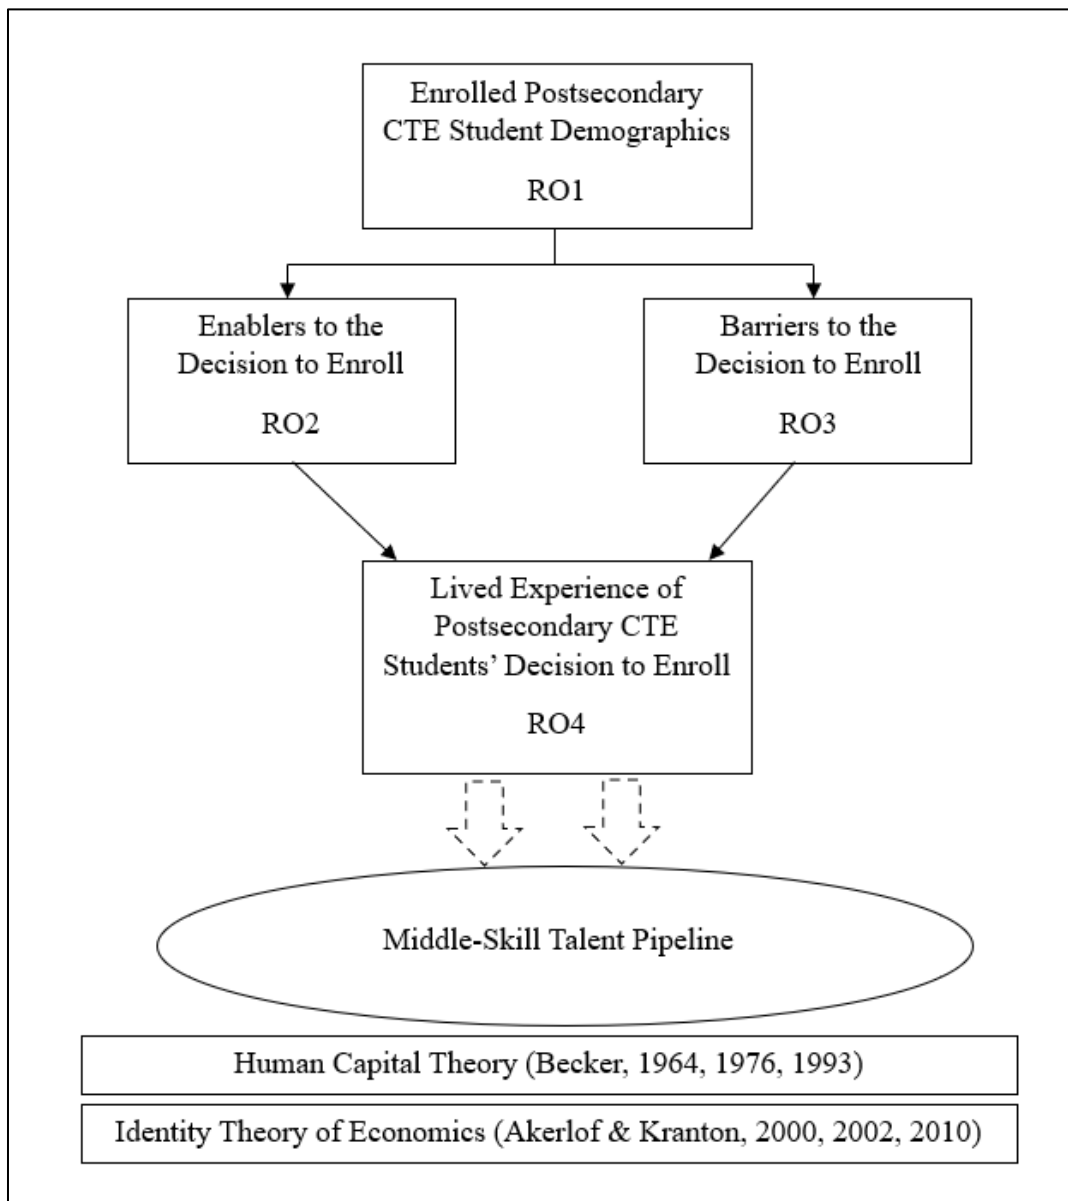 Enrolled Postsecondary
CTE Student Demographics
RO1
Enablers to the
Decision to Enroll
RO2
Barriers to the
Decision to Enroll
RO3
Lived Experience of
Postsecondary CTE
Students’ Decision to Enroll
RO4
Middle-Skill Talent Pipeline
Human Capital Theory (Becker, 1964, 1976, 1993)
Identity Theory of Economics (Akerlof & Kranton, 2000, 2002, 2010)